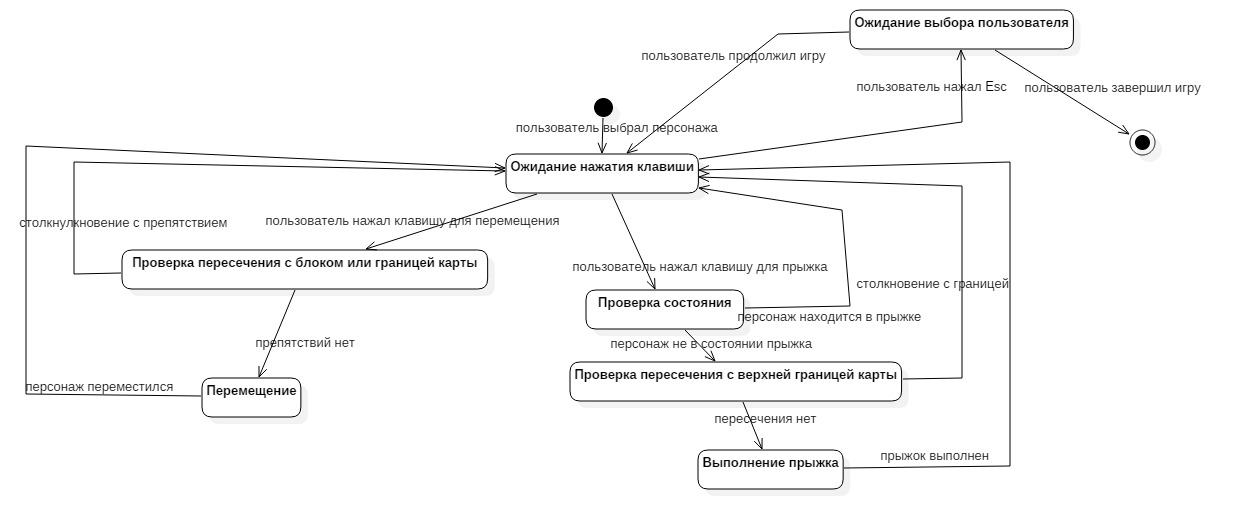 Ожидание выбора пользователя
пользователь продолжил игру
пользователь нажал Esc
пользователь завершил игру
пользователь выбрал персонажа
Ожидание нажатия клавиши
столкнулкновение с препятствием
пользователь нажал клавишу для перемещения
Проверка пересечения с блоком или границей карты
пользователь нажал клавишу для прыжка
столкновение с границей
Проверка состояния
персонаж находится в прыжке
препятствий нет
персонаж не в состоянии прыжка
Проверка пересечения с верхней границей карты
персонаж переместился
Перемещение
пересечения нет
прыжок выполнен
Выполнение прыжка